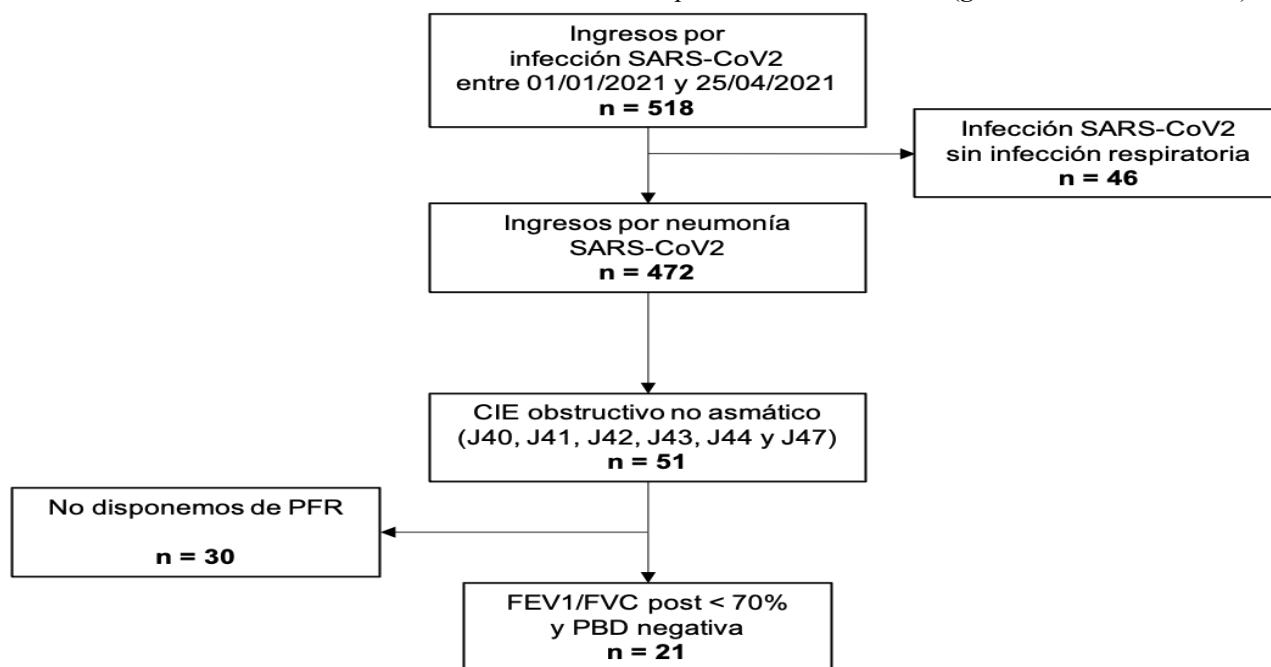 Ingresos por
infección SARS-CoV2
entre 01/01/2021 y 25/04/2021
n = 518
Infección SARS-CoV2
sin infección respiratoria
n = 46
Ingresos por neumonía
SARS-CoV2
n = 472
CIE obstructivo no asmático
(J40, J41, J42, J43, J44 y J47)
n = 51
No disponemos de PFR
n = 30
FEV1/FVC post < 70%
y PBD negativa
n = 21